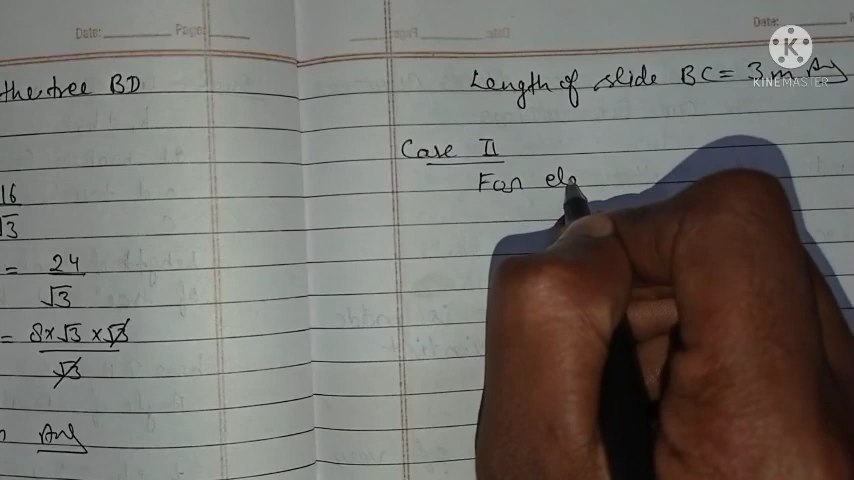 Date: Page:
the tree BD
16
√3
= 24
√3
= 8×√3 ×√3
√3
Ans
Date:
KINEMASTER
Length of slide BC = 3m Ans
Case II
For el